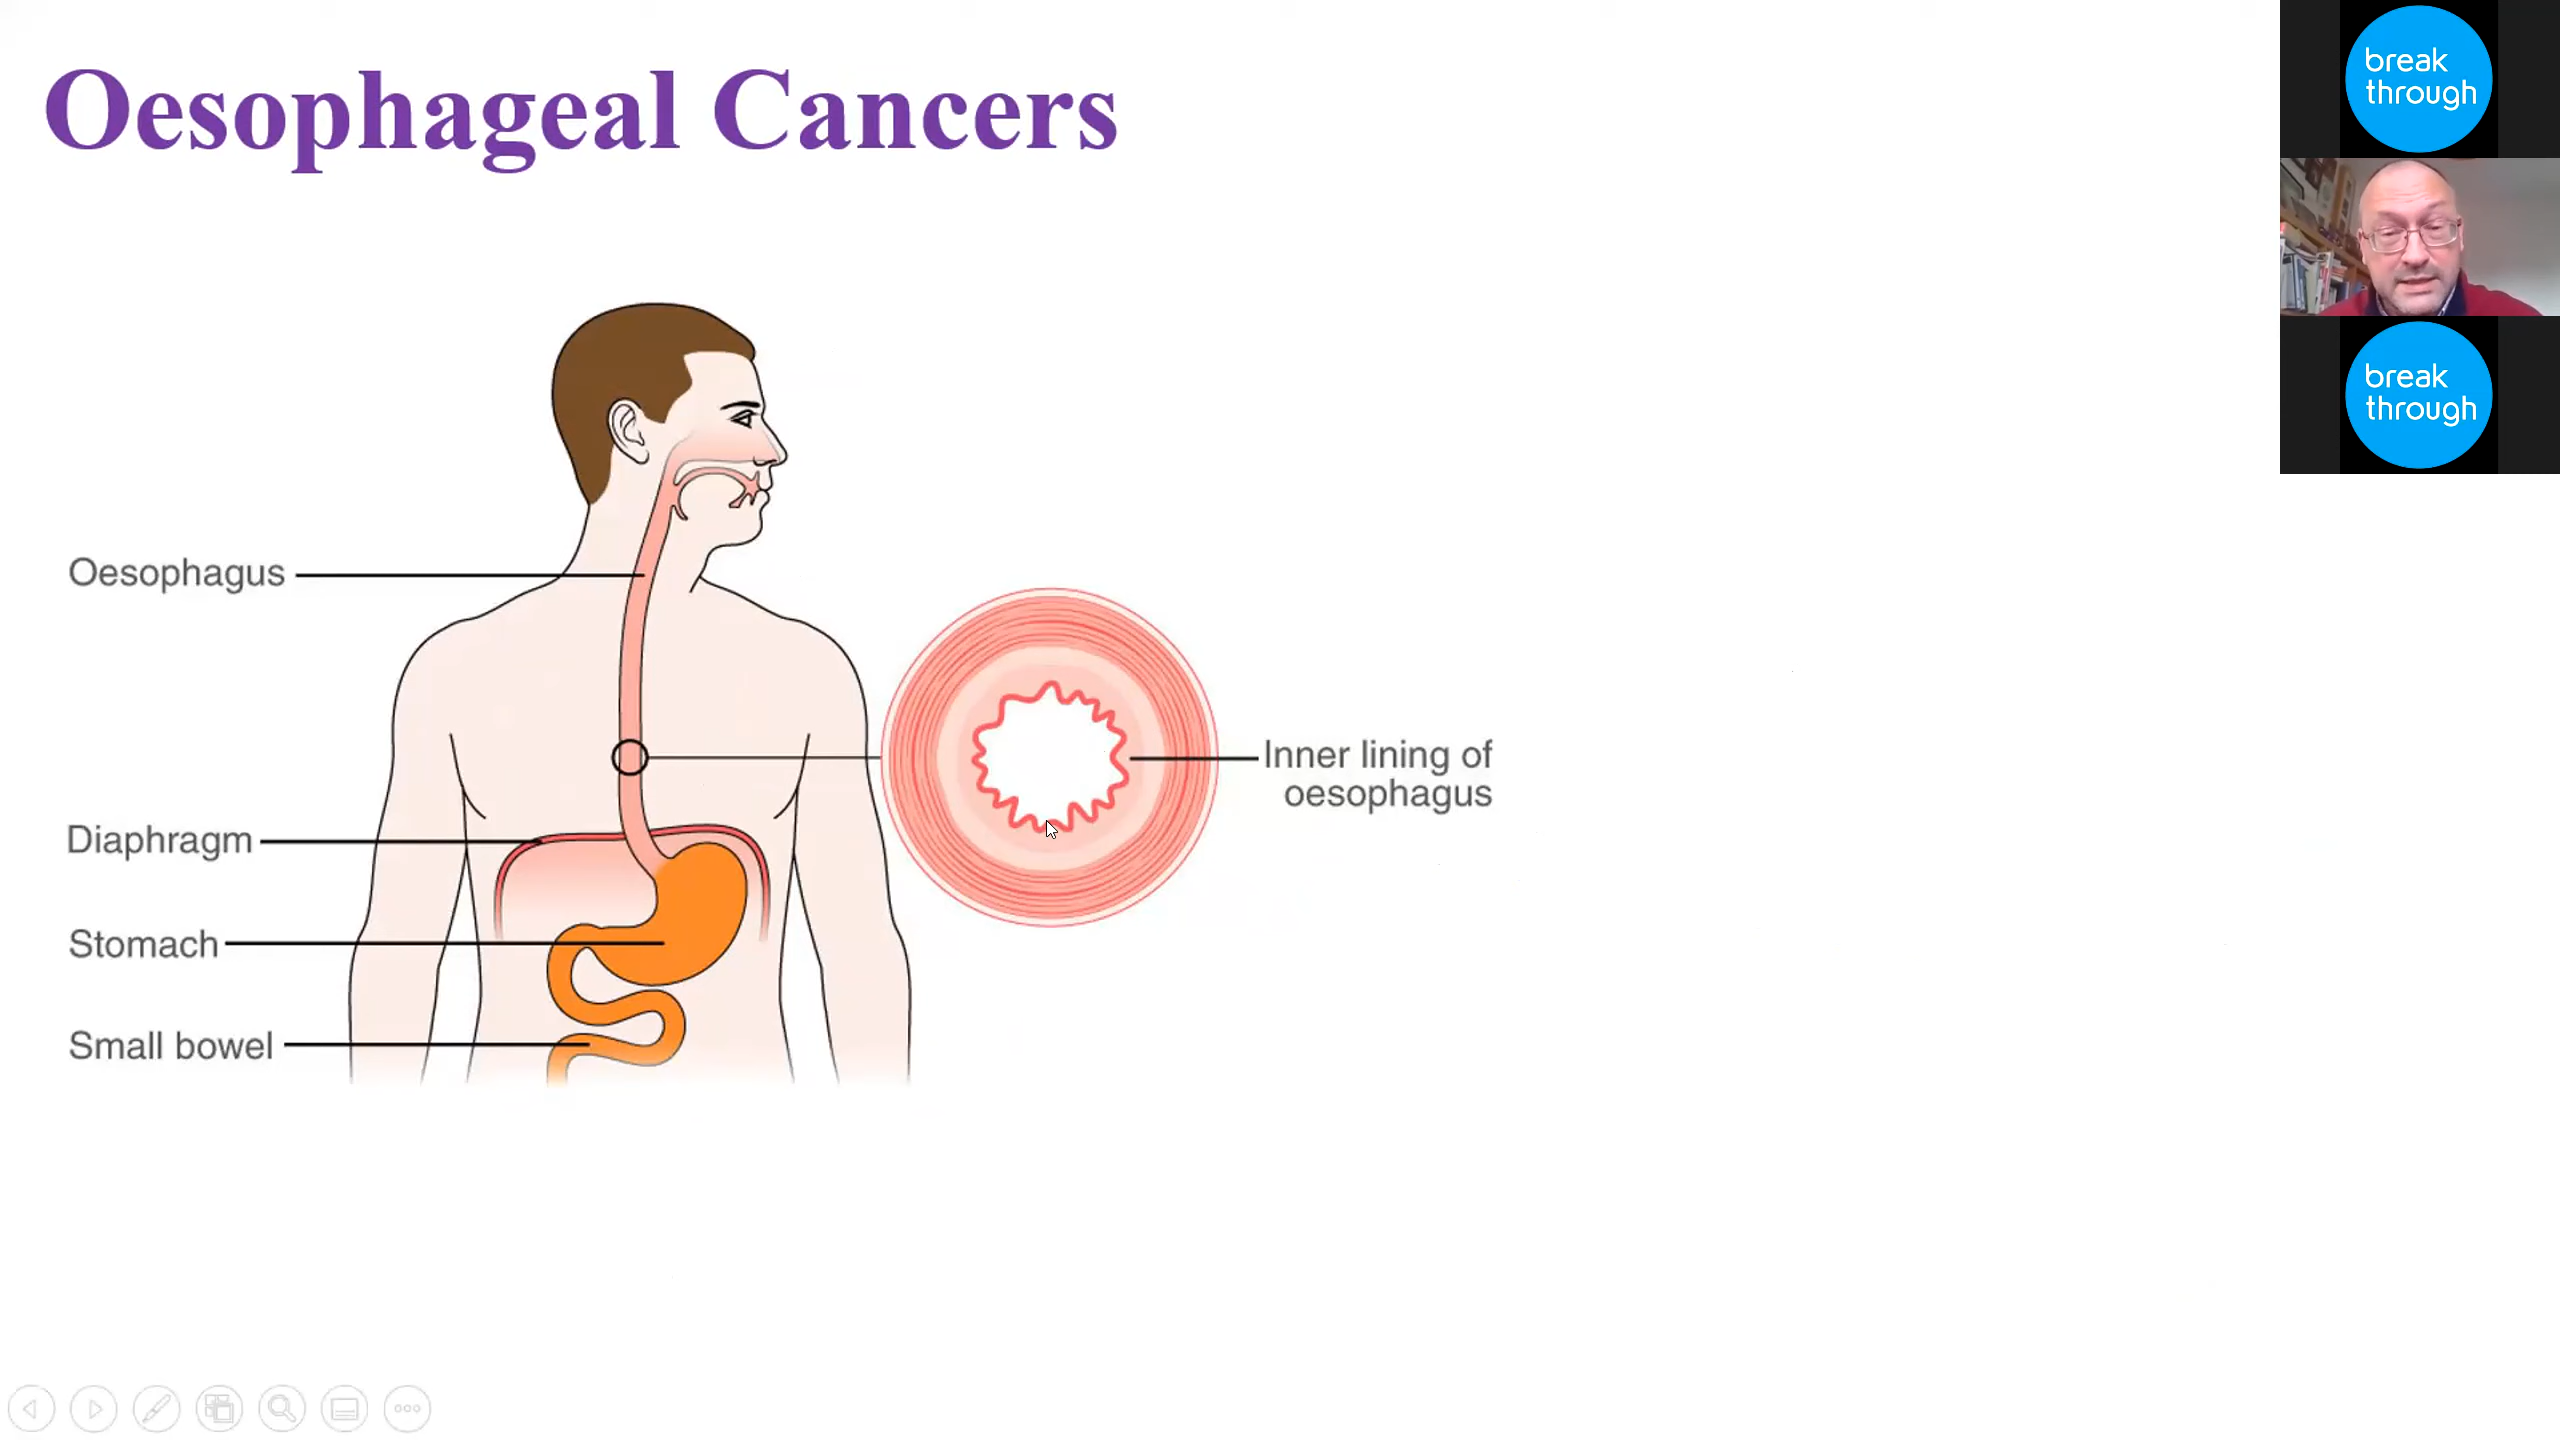 Oesophageal Cancers
break
through
break
through
Oesophagus
Inner lining of
oesophagus
Diaphragm
Stomach
Small bowel